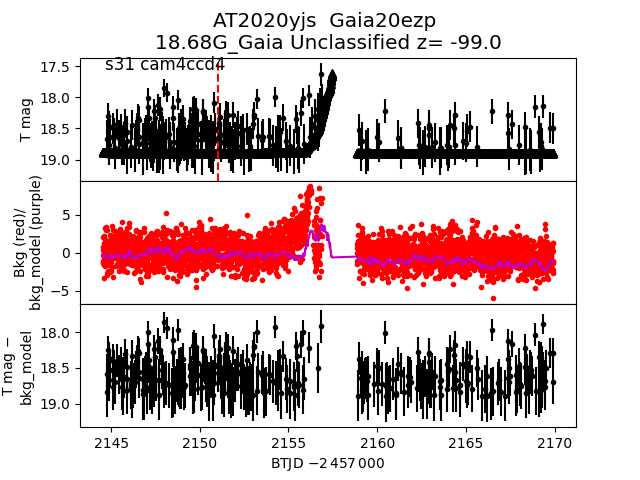 AT2020yjs  Gaia20ezp
18.68G_Gaia Unclassified z= -99.0
s31 cam4ccd4
17.5
18.0
18.5
19.0
T mag
5
0
−5
Bkg (red)/
bkg_model (purple)
18.0
18.5
19.0
T mag −
bkg_model
2145 2150 2155 2160 2165 2170
BTJD −2 457 000